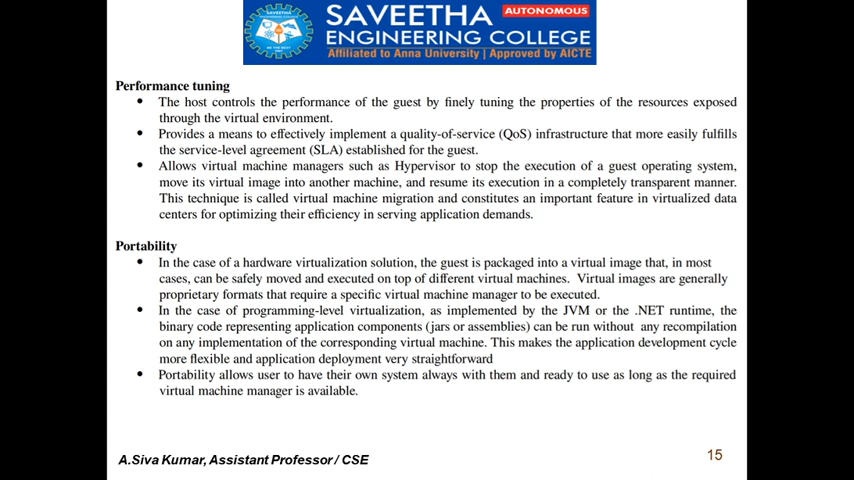 SAVEETHA AUTONOMOUS
ENGINEERING COLLEGE
Affiliated to Anna University | Approved by AICTE
Performance tuning
• The host controls the performance of the guest by finely tuning the properties of the resources exposed
through the virtual environment.
• Provides a means to effectively implement a quality-of-service (QoS) infrastructure that more easily fulfills
the service-level agreement (SLA) established for the guest.
• Allows virtual machine managers such as Hypervisor to stop the execution of a guest operating system,
move its virtual image into another machine, and resume its execution in a completely transparent manner.
This technique is called virtual machine migration and constitutes an important feature in virtualized data
centers for optimizing their efficiency in serving application demands.
Portability
• In the case of a hardware virtualization solution, the guest is packaged into a virtual image that, in most
cases, can be safely moved and executed on top of different virtual machines. Virtual images are generally
proprietary formats that require a specific virtual machine manager to be executed.
• In the case of programming-level virtualization, as implemented by the JVM or the .NET runtime, the
binary code representing application components (jars or assemblies) can be run without any recompilation
on any implementation of the corresponding virtual machine. This makes the application development cycle
more flexible and application deployment very straightforward
• Portability allows user to have their own system always with them and ready to use as long as the required
virtual machine manager is available.
A.Siva Kumar, Assistant Professor / CSE
15